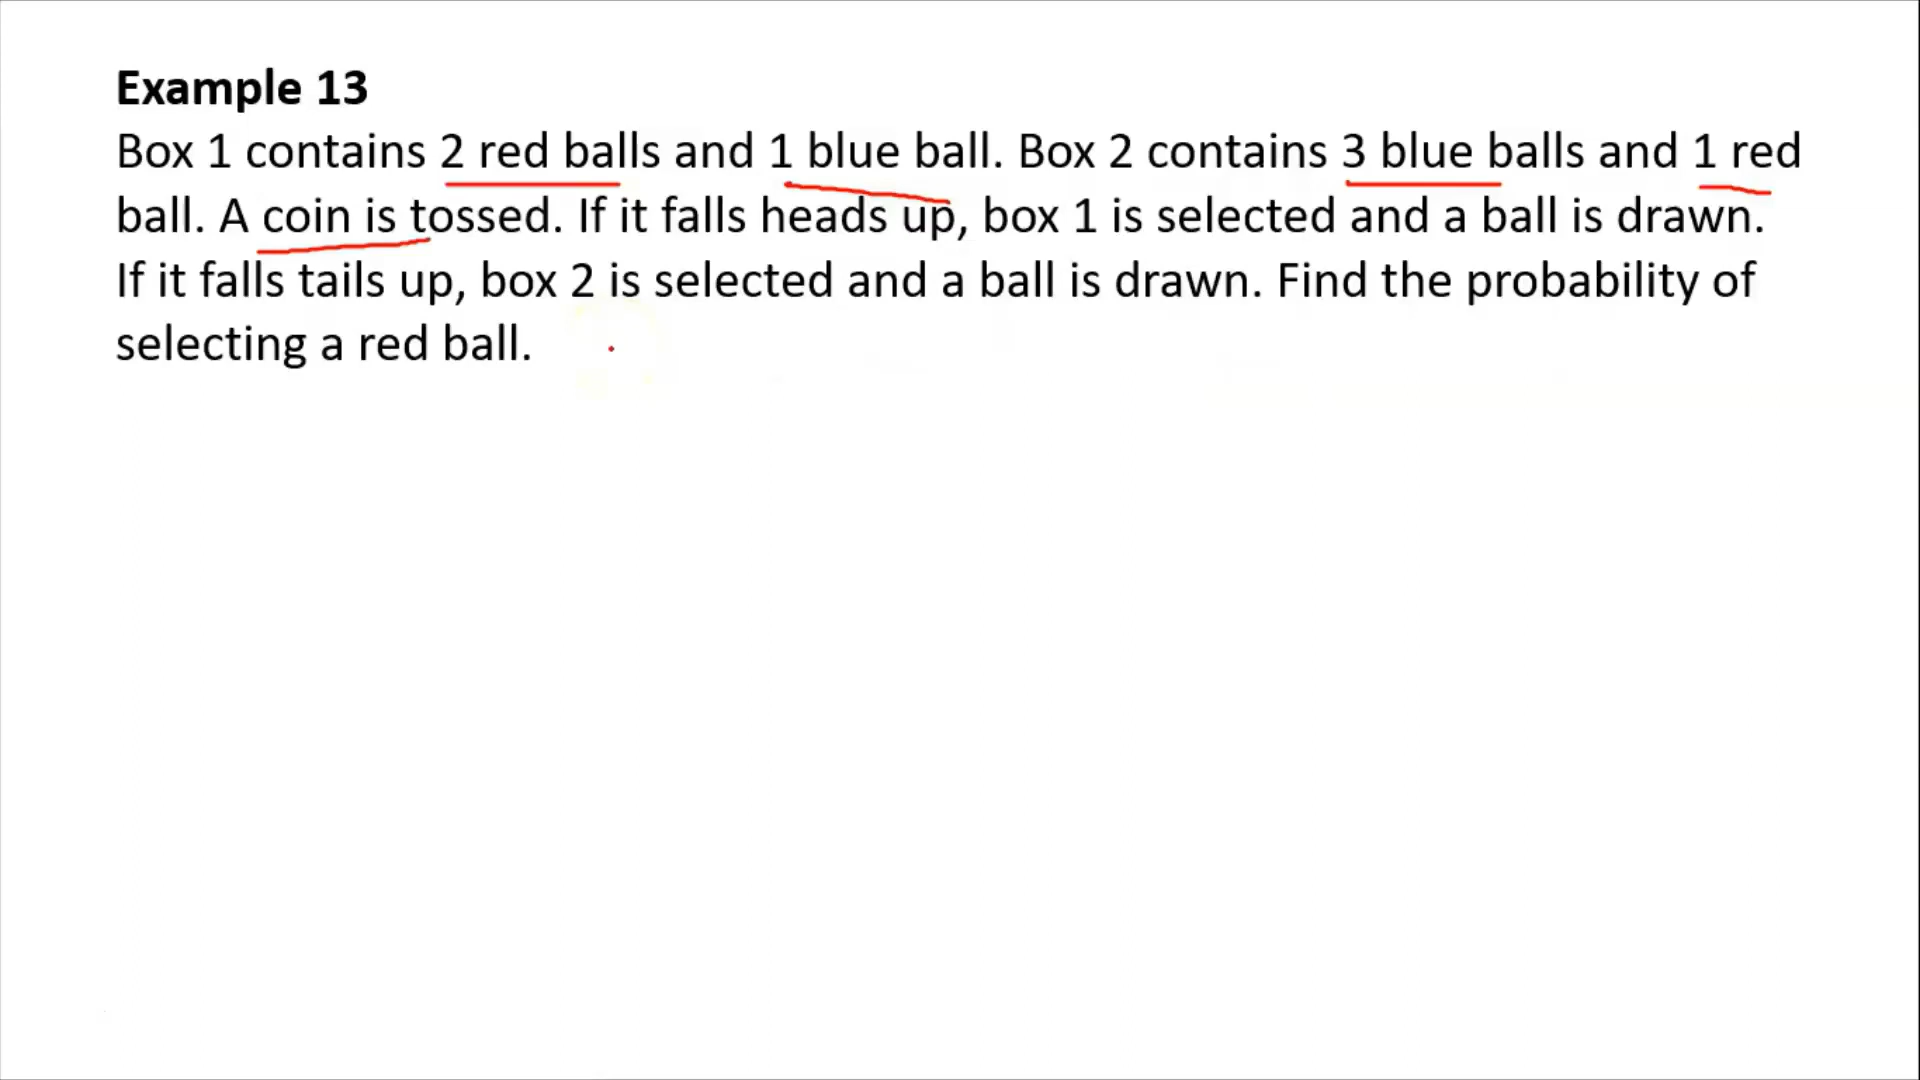 Example 13
Box 1 contains 2 red balls and 1 blue ball. Box 2 contains 3 blue balls and 1 red
ball. A coin is tossed. If it falls heads up, box 1 is selected and a ball is drawn.
If it falls tails up, box 2 is selected and a ball is drawn. Find the probability of
selecting a red ball.